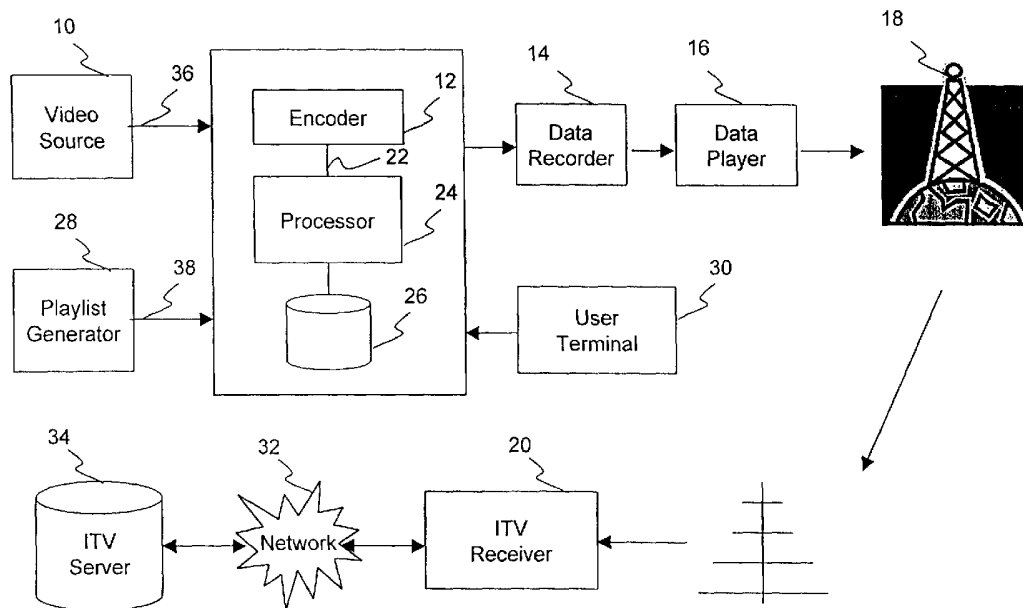 10
36
Video
Source
12
Encoder
22
24
Processor
14
Data
Recorder
16
Data
Player
18
28
38
Playlist
Generator
26
30
User
Terminal
34
ITV
Server
32
Network
20
ITV
Receiver